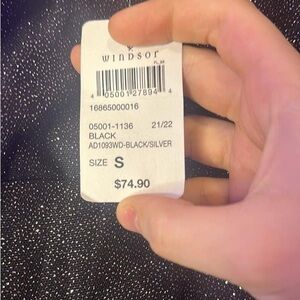 WINDSOR
4 05001 27894 4
16865000016
05001-1136 21/22
BLACK
AD1093WD-BLACK/SILVER
SIZE S
$74.90